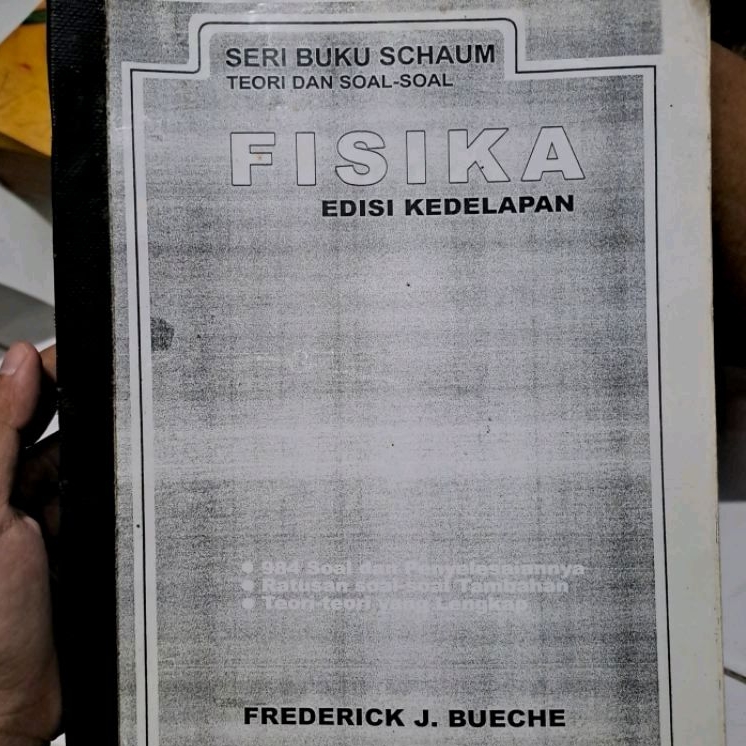 SERI BUKU SCHAUM
TEORI DAN SOAL-SOAL
FISIKA
EDISI KEDELAPAN
984 Soal dan Penyelesaiannya
Ratusan soal-soal Tambahan
Teori-teori yang Lengkap
FREDERICK J. BUECHE